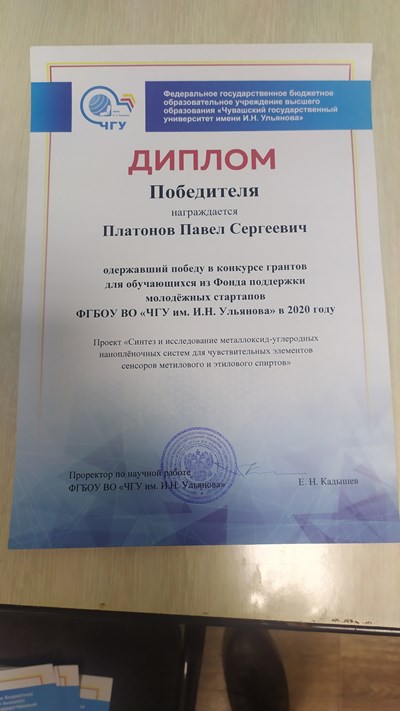 Федеральное государственное бюджетное
образовательное учреждение высшего
образования «Чувашский государственный
университет имени И.Н. Ульянова»
ЧГУ
ДИПЛОМ
Победителя
награждается
Платонов Павел Сергеевич
одержавший победу в конкурсе грантов
для обучающихся из Фонда поддержки
молодёжных стартапов
ФГБОУ ВО «ЧГУ им. И.Н. Ульянова» в 2020 году
Проект «Синтез и исследование металлоксид-углеродных
наноплёночных систем для чувствительных элементов
сенсоров метилового и этилового спиртов»
Проректор по научной работе
ФГБОУ ВО «ЧГУ им. И.Н. Ульянова»
Е. Н. Кадышев
ЧГУ